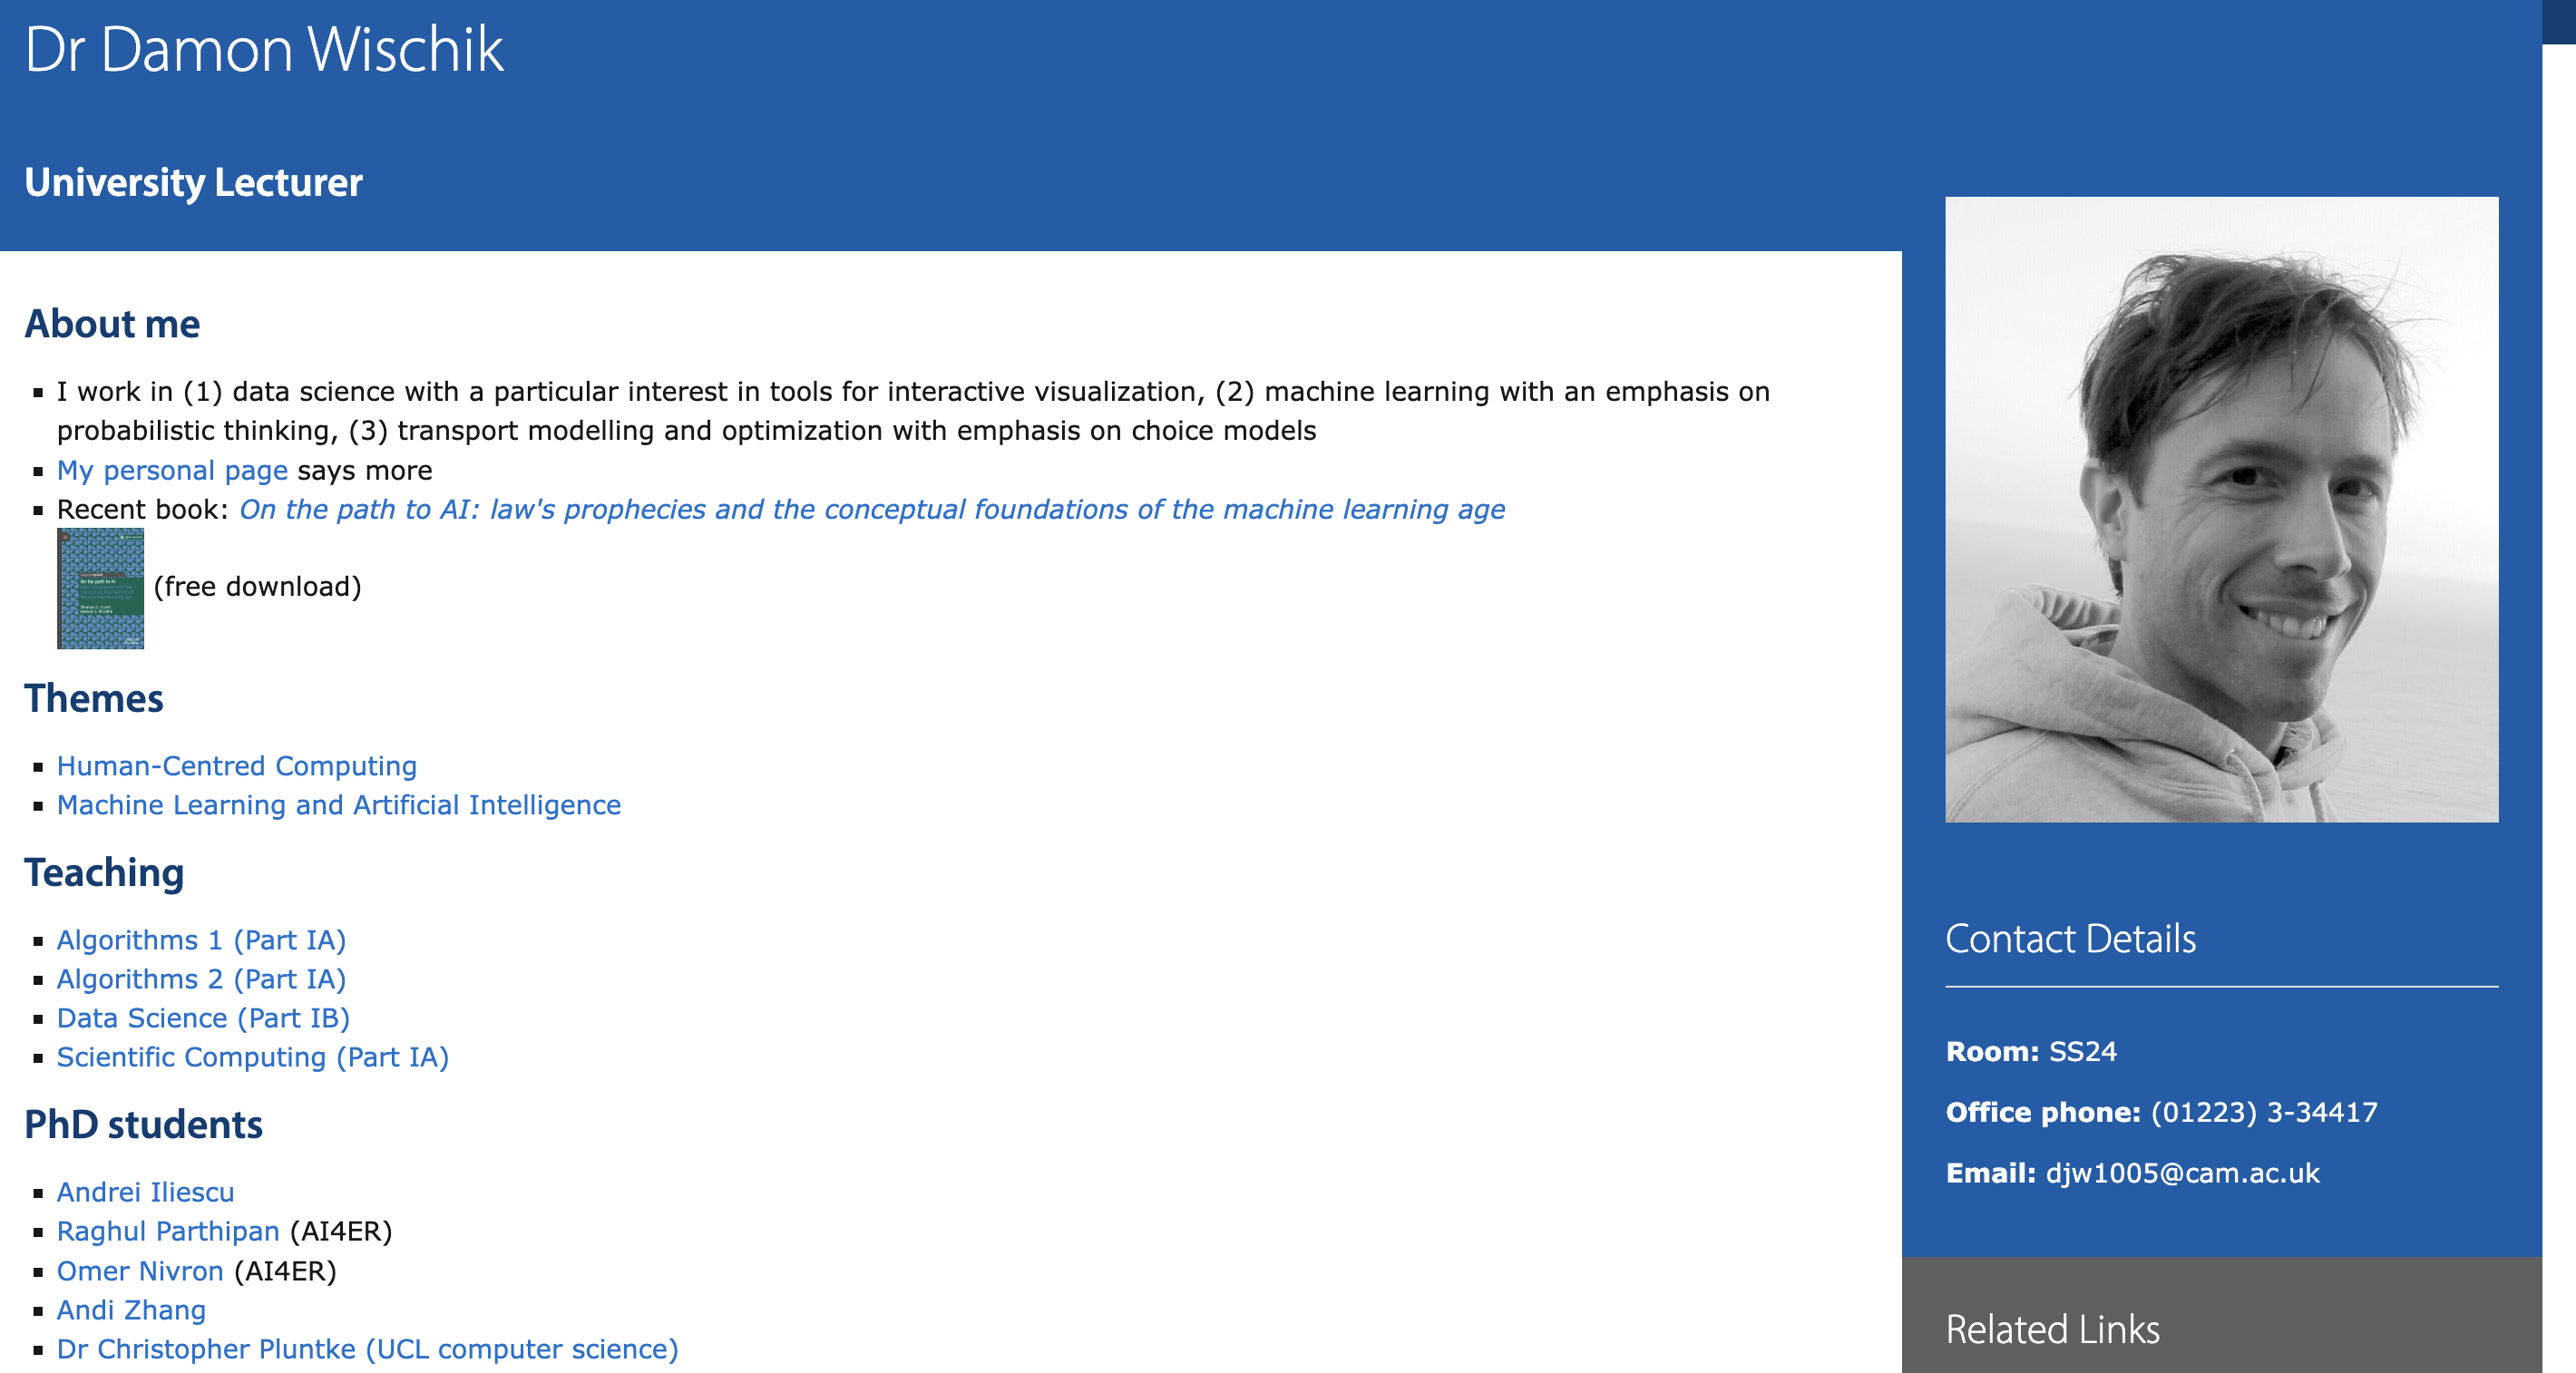 Dr Damon Wischik
University Lecturer
About me
I work in (1) data science with a particular interest in tools for interactive visualization, (2) machine learning with an emphasis on
probabilistic thinking, (3) transport modelling and optimization with emphasis on choice models
My personal page says more
Recent book: On the path to AI: law's prophecies and the conceptual foundations of the machine learning age
On the path to AI
(free download)
Themes
Human-Centred Computing
Machine Learning and Artificial Intelligence
Teaching
Algorithms 1 (Part IA)
Algorithms 2 (Part IA)
Data Science (Part IB)
Scientific Computing (Part IA)
PhD students
Andrei Iliescu
Raghul Parthipan (AI4ER)
Omer Nivron (AI4ER)
Andi Zhang
Dr Christopher Pluntke (UCL computer science)
Contact Details
Room: SS24
Office phone: (01223) 3-34417
Email: djw1005@cam.ac.uk
Related Links